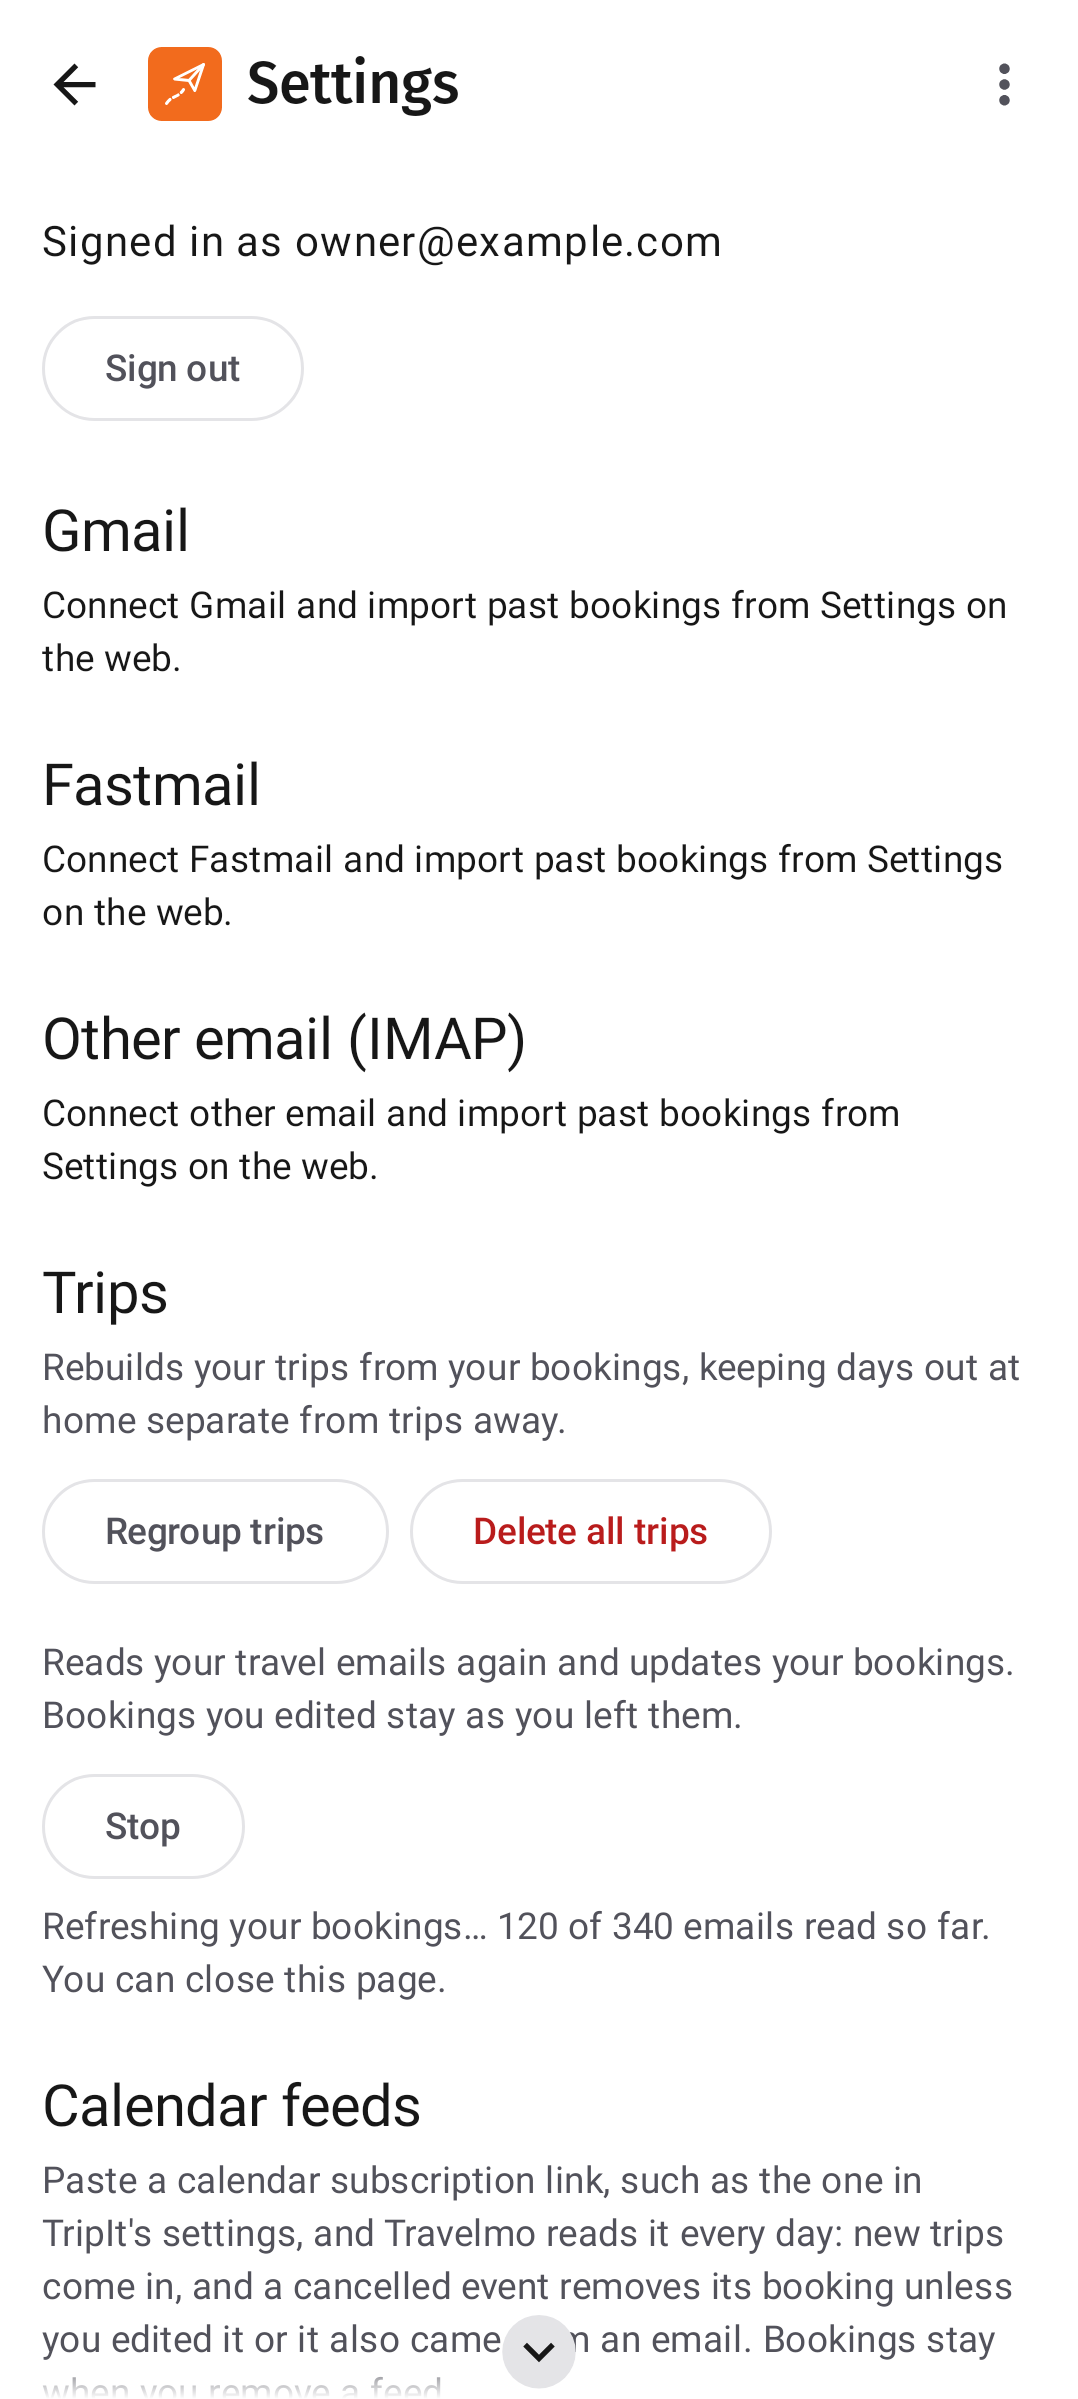 Settings
Signed in as owner@example.com
Sign out
Gmail
Connect Gmail and import past bookings from Settings on
the web.
Fastmail
Connect Fastmail and import past bookings from Settings
on the web.
Other email (IMAP)
Connect other email and import past bookings from
Settings on the web.
Trips
Rebuilds your trips from your bookings, keeping days out at
home separate from trips away.
Regroup trips
Delete all trips
Reads your travel emails again and updates your bookings.
Bookings you edited stay as you left them.
Stop
Refreshing your bookings… 120 of 340 emails read so far.
You can close this page.
Calendar feeds
Paste a calendar subscription link, such as the one in
TripIt's settings, and Travelmo reads it every day: new trips
come in, and a cancelled event removes its booking unless
you edited it or it also came an email. Bookings stay
when you remove a feed